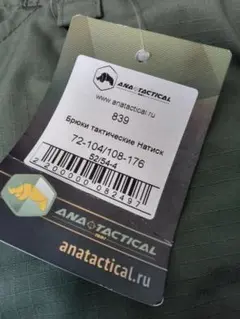 ANA TACTICAL
www.anatactical.ru
839
Брюки тактические Натиск
72-104/108-176
52/54-4
2200000082497
ANA TACTICAL
anatactical.ru